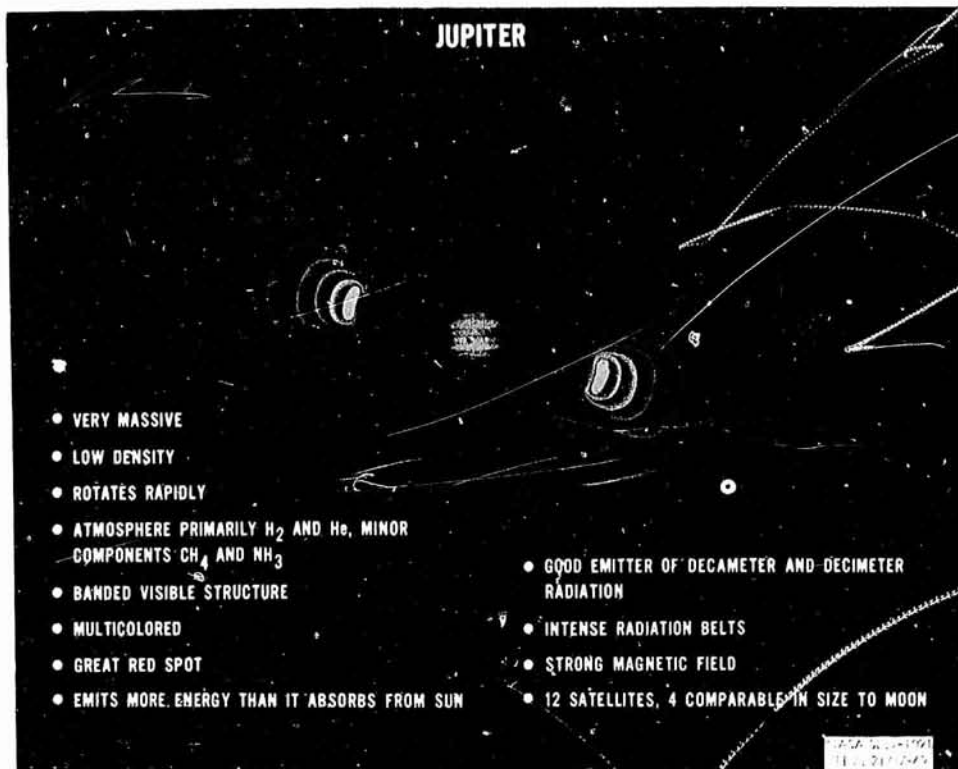 JUPITER
• VERY MASSIVE
• LOW DENSITY
• ROTATES RAPIDLY
• ATMOSPHERE PRIMARILY H₂ AND He, MINOR
COMPONENTS CH₄ AND NH₃
• BANDED VISIBLE STRUCTURE
• MULTICOLORED
• GREAT RED SPOT
• EMITS MORE ENERGY THAN IT ABSORBS FROM SUN
• GOOD EMITTER OF DECAMETER AND DECIMETER
RADIATION
• INTENSE RADIATION BELTS
• STRONG MAGNETIC FIELD
• 12 SATELLITES, 4 COMPARABLE IN SIZE TO MOON